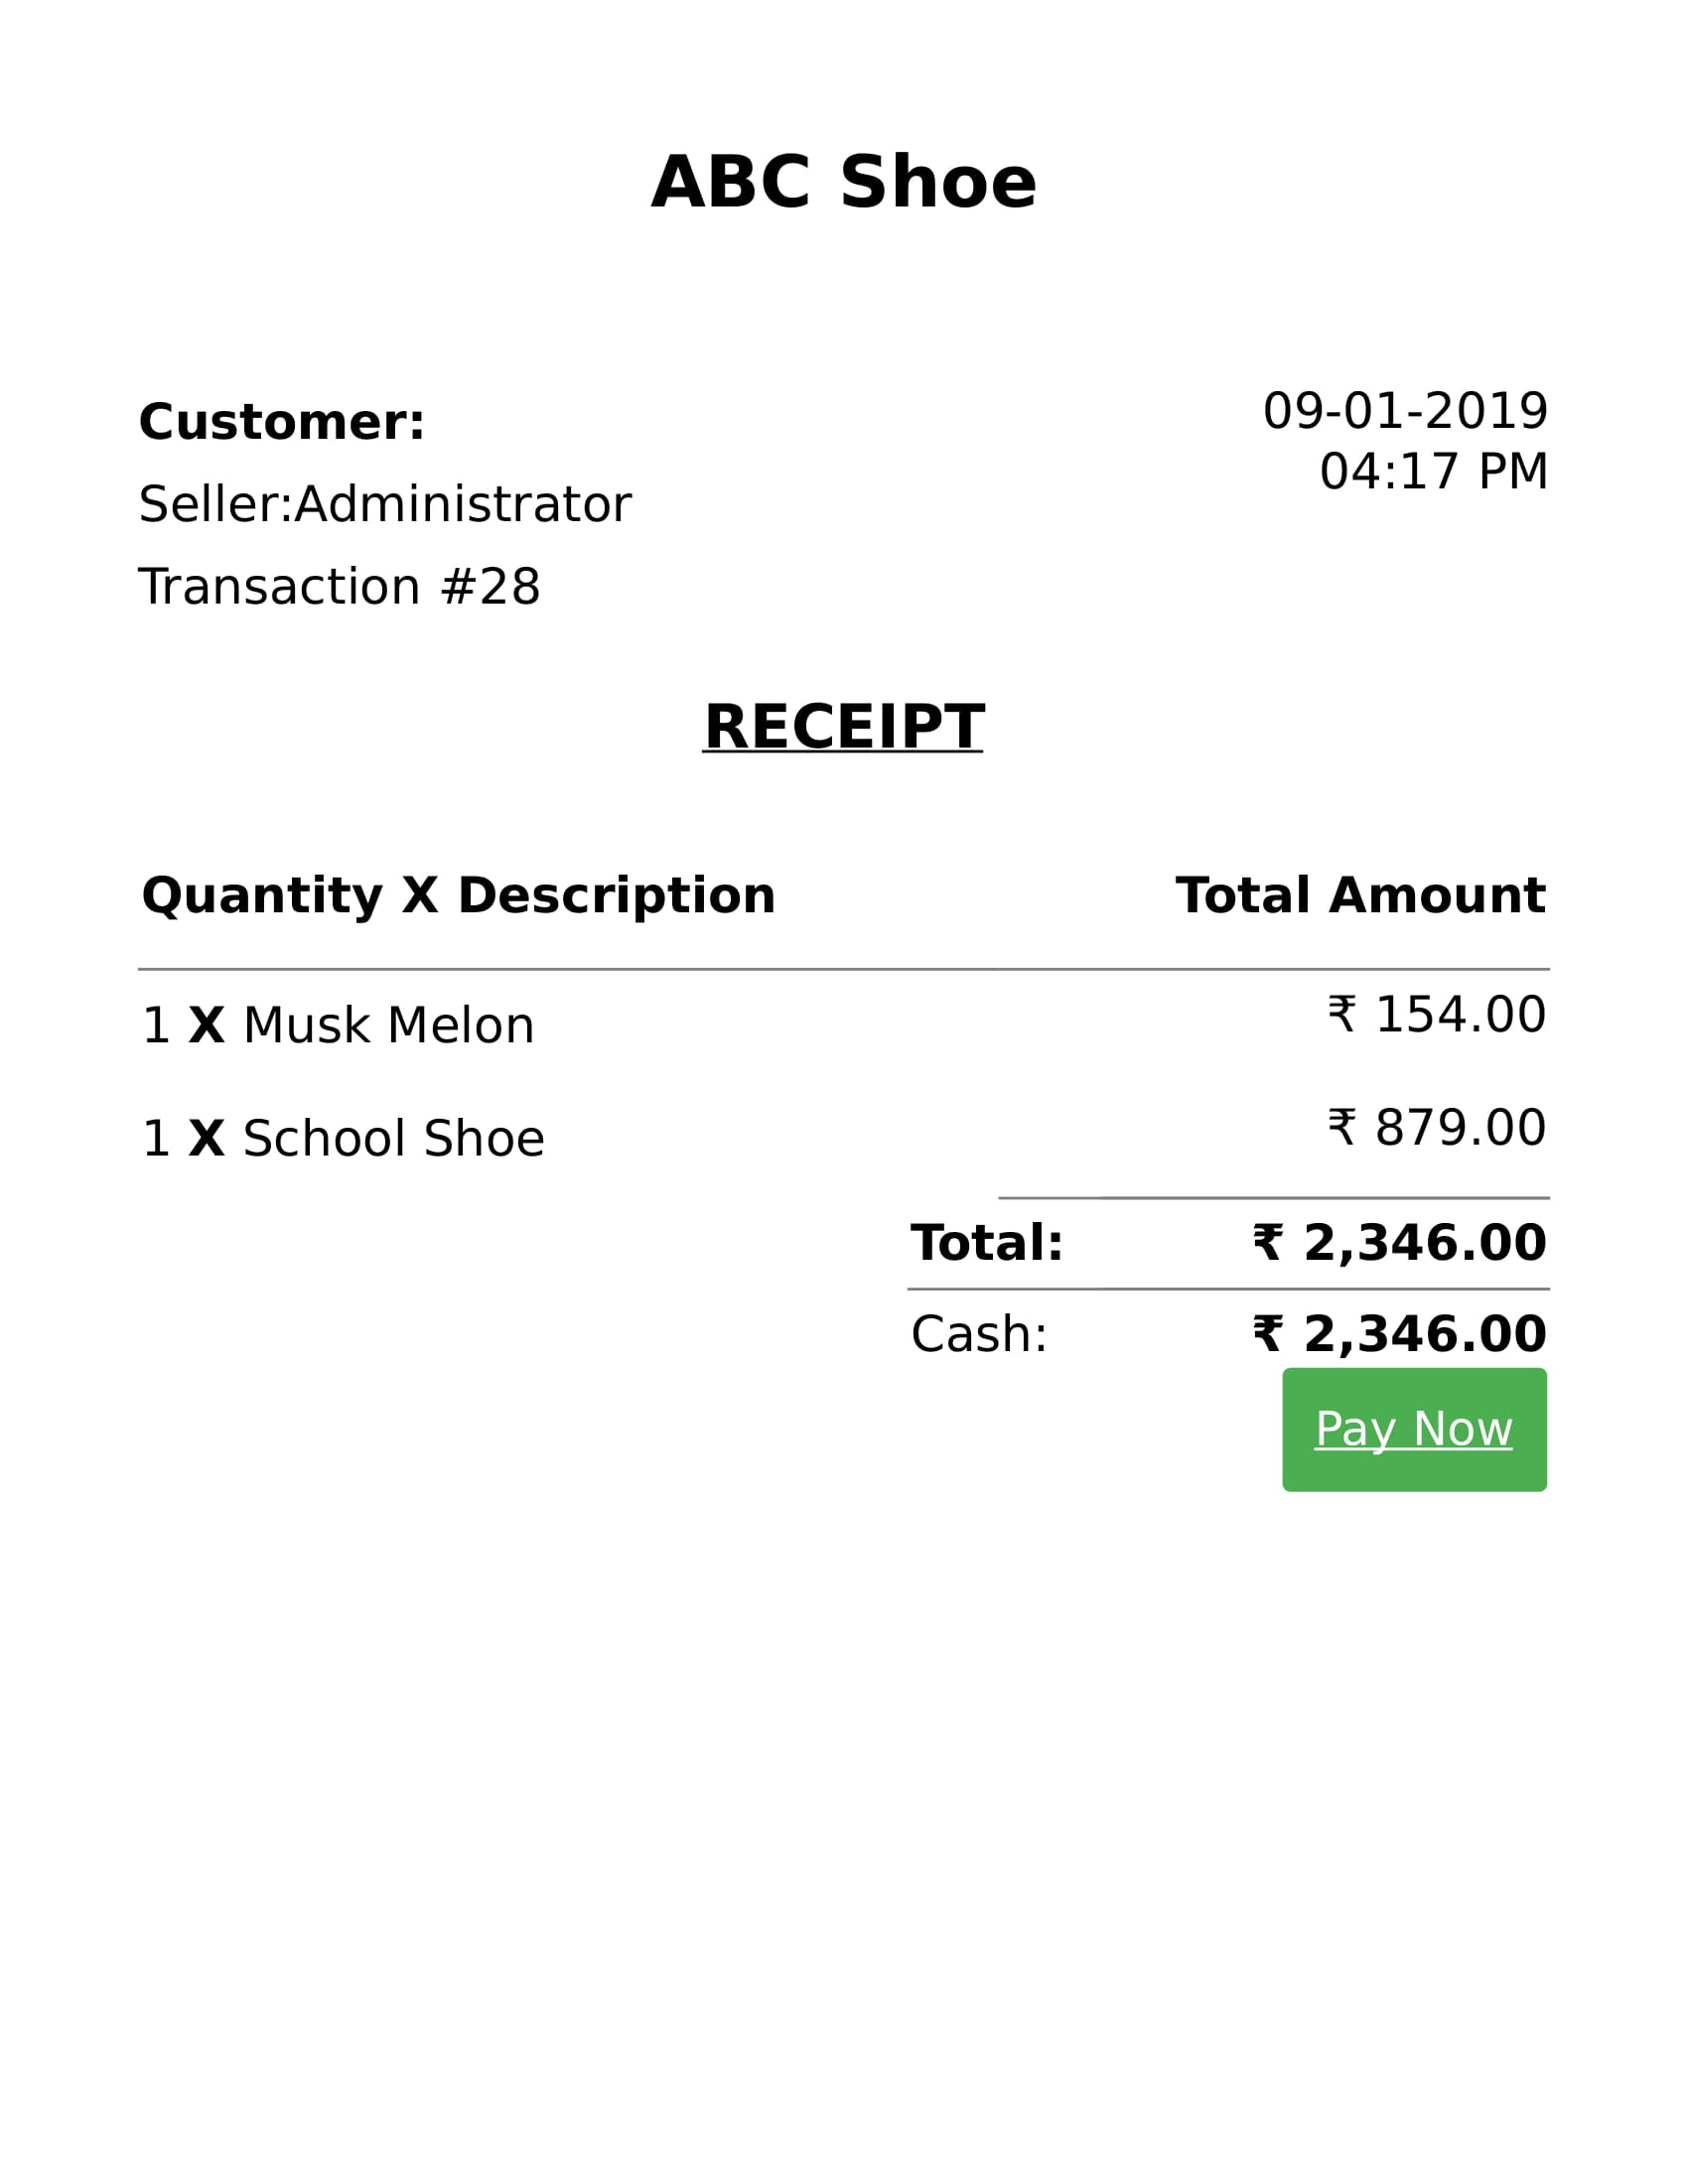 ABC Shoe
Customer:
09-01-2019
04:17 PM
Seller:Administrator
Transaction #28
RECEIPT
Quantity X Description Total Amount
1 X Musk Melon ₹ 154.00
1 X School Shoe ₹ 879.00
Total: ₹ 2,346.00
Cash: ₹ 2,346.00
Pay Now